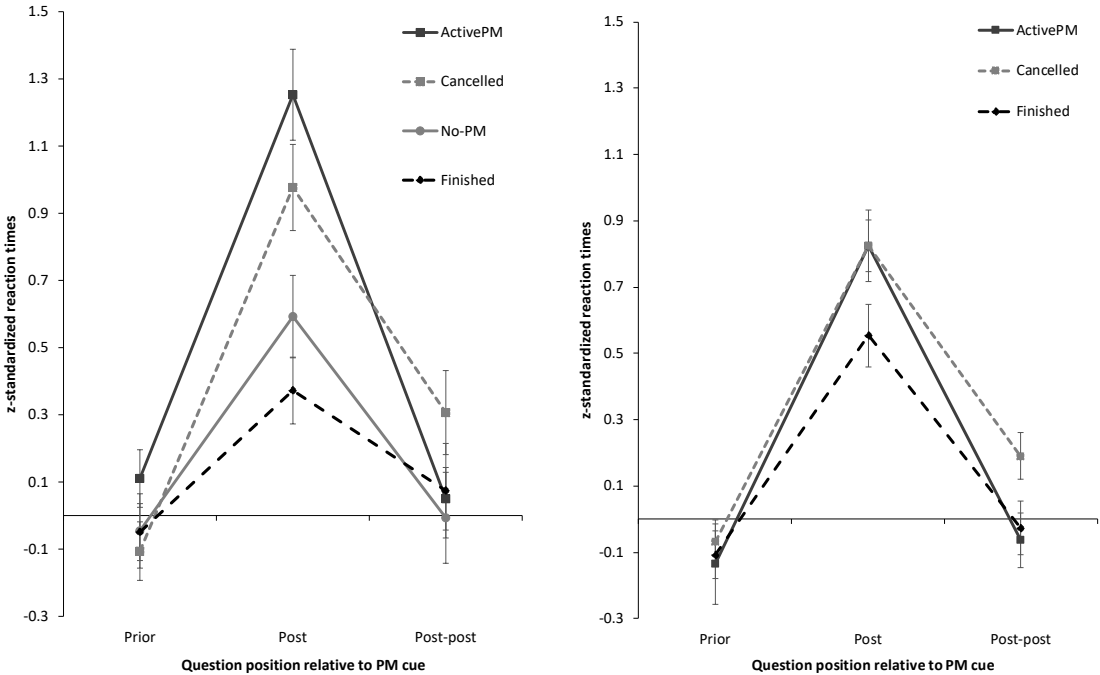 1.5
1.3
1.1
0.9
0.7
0.5
0.3
0.1
-0.1
-0.3
z-standardized reaction times
ActivePM
Cancelled
No-PM
Finished
Prior
Post
Post-post
Question position relative to PM cue
1.5
1.3
1.1
0.9
0.7
0.5
0.3
0.1
-0.1
-0.3
z-standardized reaction times
ActivePM
Cancelled
Finished
Prior
Post
Post-post
Question position relative to PM cue